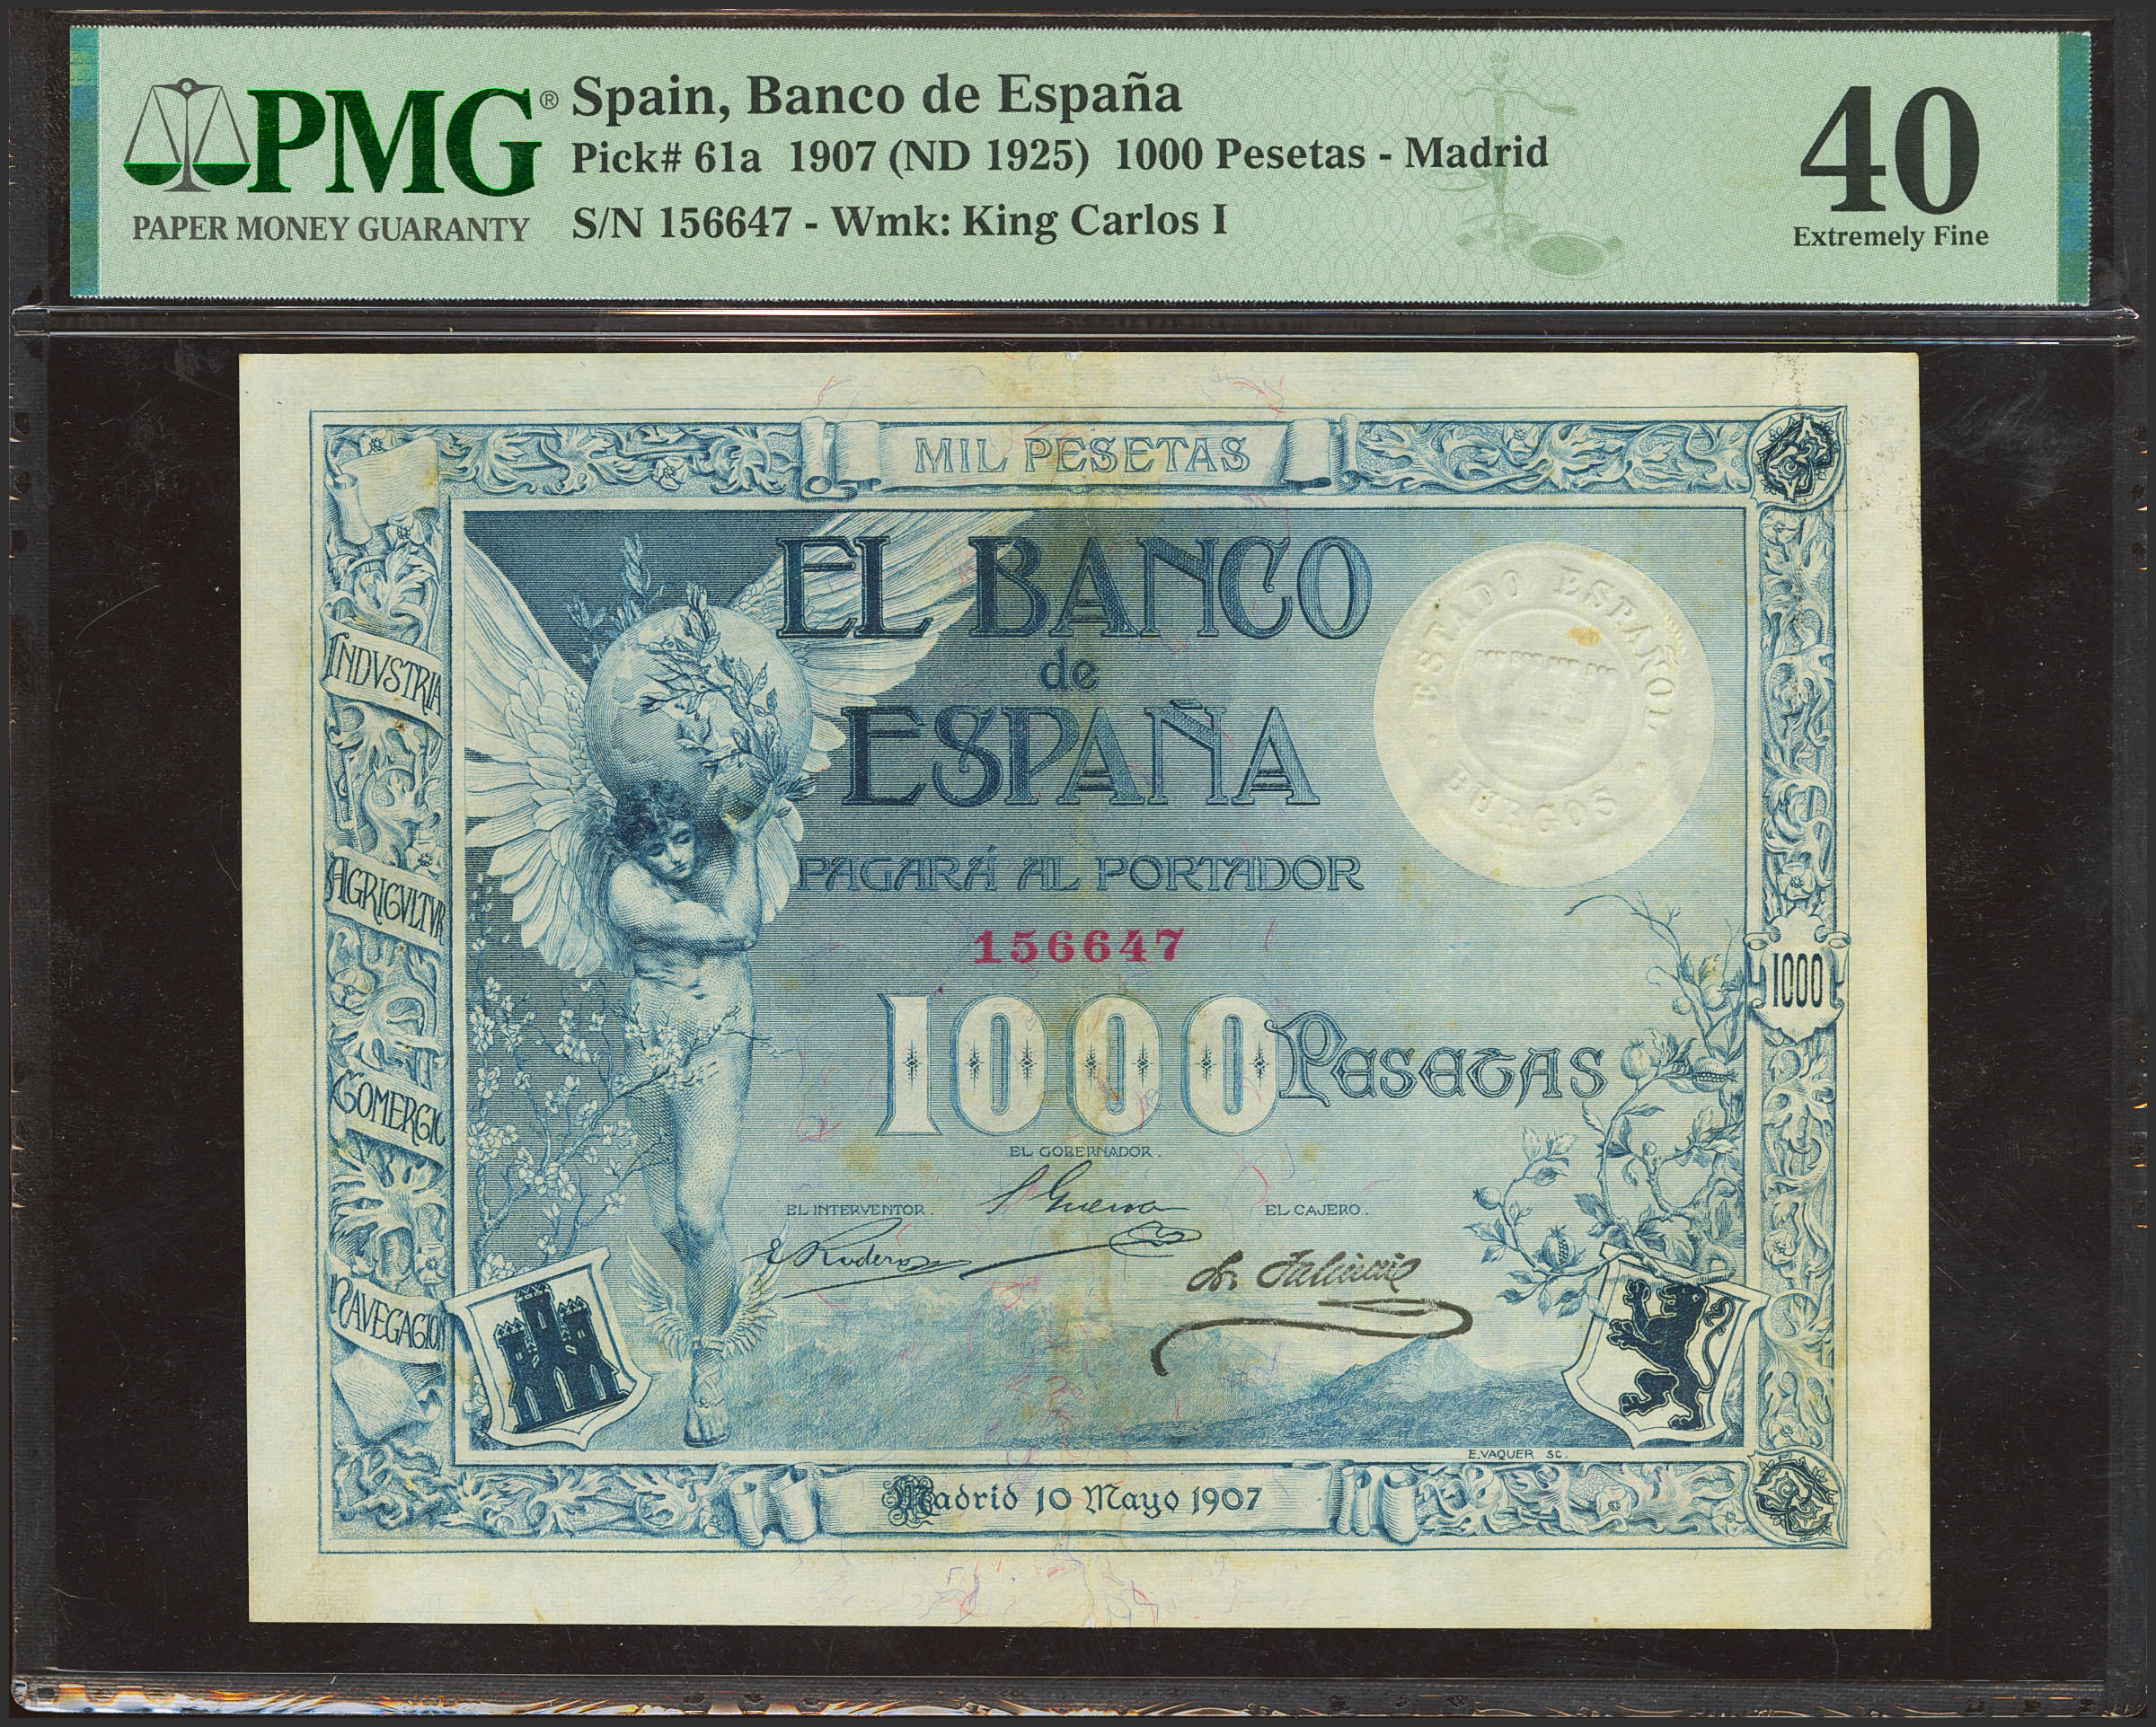 PMG®
PAPER MONEY GUARANTY
Spain, Banco de España
Pick# 61a 1907 (ND 1925) 1000 Pesetas - Madrid
S/N 156647 - Wmk: King Carlos I
40
Extremely Fine
MIL PESETAS
EL BANCO
de
ESPAÑA
ESTADO ESPAÑOL
BURGOS
PAGARÁ AL PORTADOR
156647
1000 PESETAS
1000
INDVSTRIA
AGRICVLTVR
COMERCIO
NAVEGACION
EL GOBERNADOR.
EL INTERVENTOR.
EL CAJERO.
E. VAQUER SC.
Madrid 10 Mayo 1907